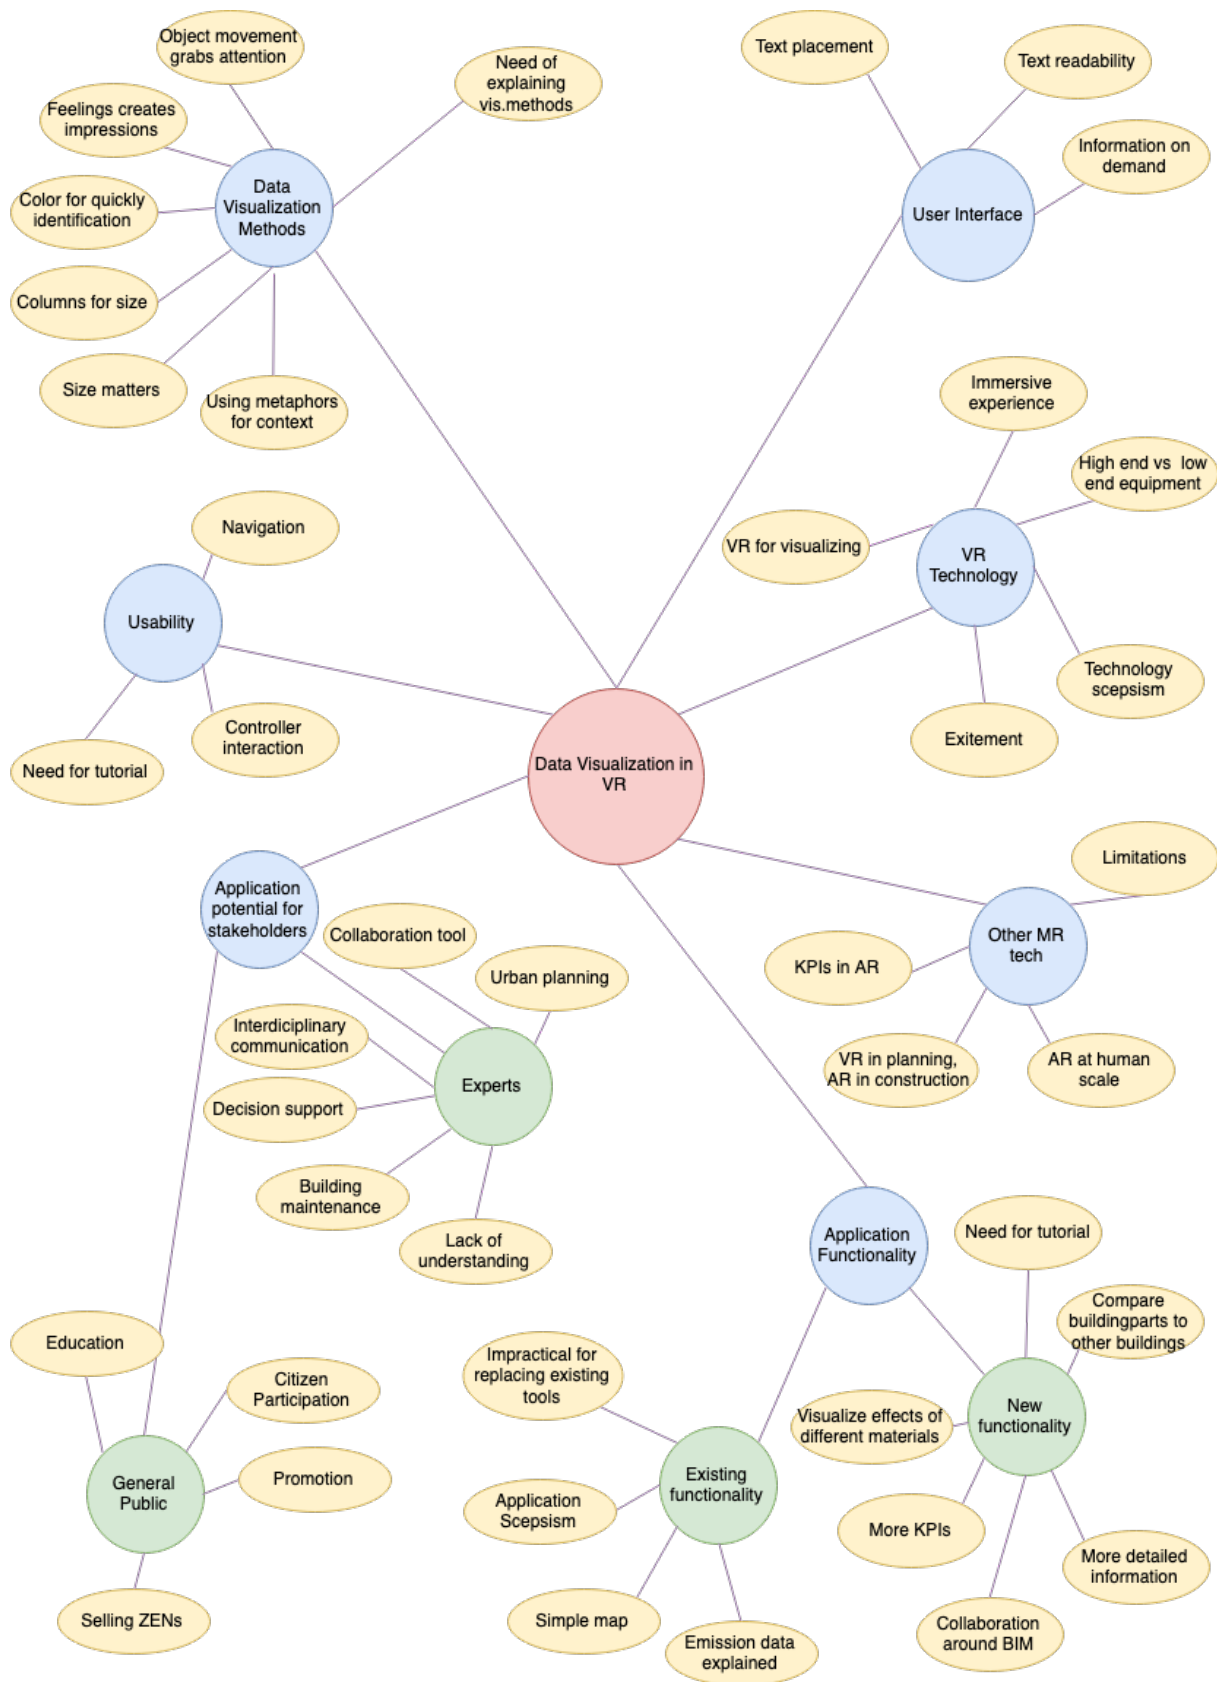 Object movement
grabs attention
Need of
explaining
vis.methods
Feelings creates
impressions
Color for quickly
identification
Data
Visualization
Methods
Columns for size
Size matters
Using metaphors
for context
Text placement
Text readability
Information on
demand
User Interface
Immersive
experience
High end vs low
end equipment
VR for visualizing
VR
Technology
Technology
scepsism
Exitement
Navigation
Usability
Controller
interaction
Need for tutorial
Data Visualization in
VR
Limitations
Other MR
tech
KPIs in AR
VR in planning,
AR in construction
AR at human
scale
Application
potential for
stakeholders
Collaboration tool
Urban planning
Interdiciplinary
communication
Experts
Decision support
Building
maintenance
Lack of
understanding
Education
Citizen
Participation
General
Public
Promotion
Selling ZENs
Application
Functionality
Need for tutorial
Compare
buildingparts to
other buildings
Impractical for
replacing existing
tools
Visualize effects of
different materials
New
functionality
Existing
functionality
Application
Scepsism
More KPIs
More detailed
information
Simple map
Emission data
explained
Collaboration
around BIM